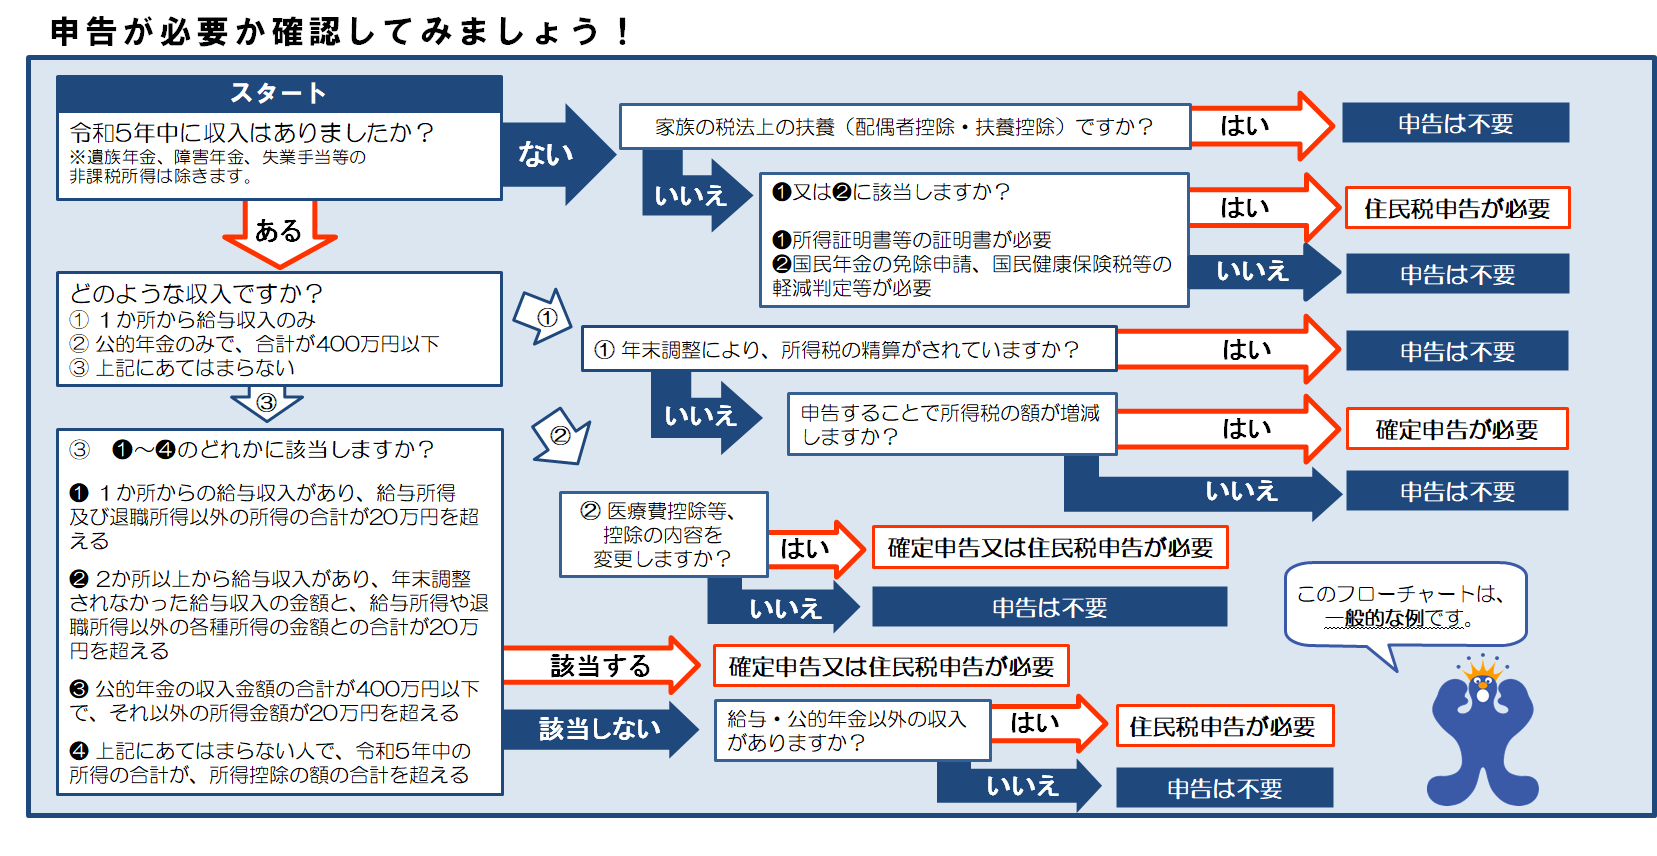 申告が必要か確認してみましょう！
スタート
令和５年中に収入はありましたか？
※遺族年金、障害年金、失業手当等の
非課税所得は除きます。
ない
家族の税法上の扶養（配偶者控除・扶養控除）ですか？
はい
申告は不要
いいえ
❶又は❷に該当しますか？
❶所得証明書等の証明書が必要
❷国民年金の免除申請、国民健康保険税等の
軽減判定等が必要
はい
住民税申告が必要
いいえ
申告は不要
ある
どのような収入ですか？
① １か所から給与収入のみ
② 公的年金のみで、合計が400万円以下
③ 上記にあてはまらない
①
① 年末調整により、所得税の精算がされていますか？
はい
申告は不要
いいえ
申告することで所得税の額が増減
しますか？
はい
確定申告が必要
いいえ
申告は不要
②
② 医療費控除等、
控除の内容を
変更しますか？
はい
確定申告又は住民税申告が必要
いいえ
申告は不要
③
③　❶～❹のどれかに該当しますか？
❶ １か所からの給与収入があり、給与所得
及び退職所得以外の所得の合計が20万円を超
える
❷ ２か所以上から給与収入があり、年末調整
されなかった給与収入の金額と、給与所得や退
職所得以外の各種所得の金額との合計が20万
円を超える
❸ 公的年金の収入金額の合計が400万円以下
で、それ以外の所得金額が20万円を超える
❹ 上記にあてはまらない人で、令和５年中の
所得の合計が、所得控除の額の合計を超える
該当する
確定申告又は住民税申告が必要
該当しない
給与・公的年金以外の収入
がありますか？
はい
住民税申告が必要
いいえ
申告は不要
このフローチャートは、
一般的な例です。